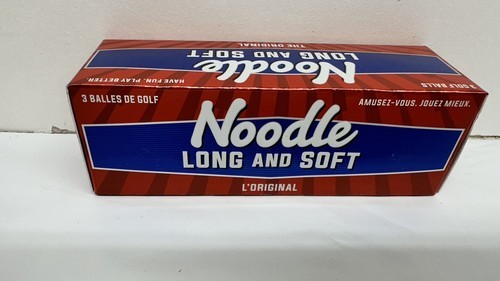 3 GOLF BALLS
HAVE FUN. PLAY BETTER.
Noodle
LONG AND SOFT
THE ORIGINAL
3 BALLES DE GOLF
AMUSEZ-VOUS. JOUEZ MIEUX.
Noodle
LONG AND SOFT
L'ORIGINAL